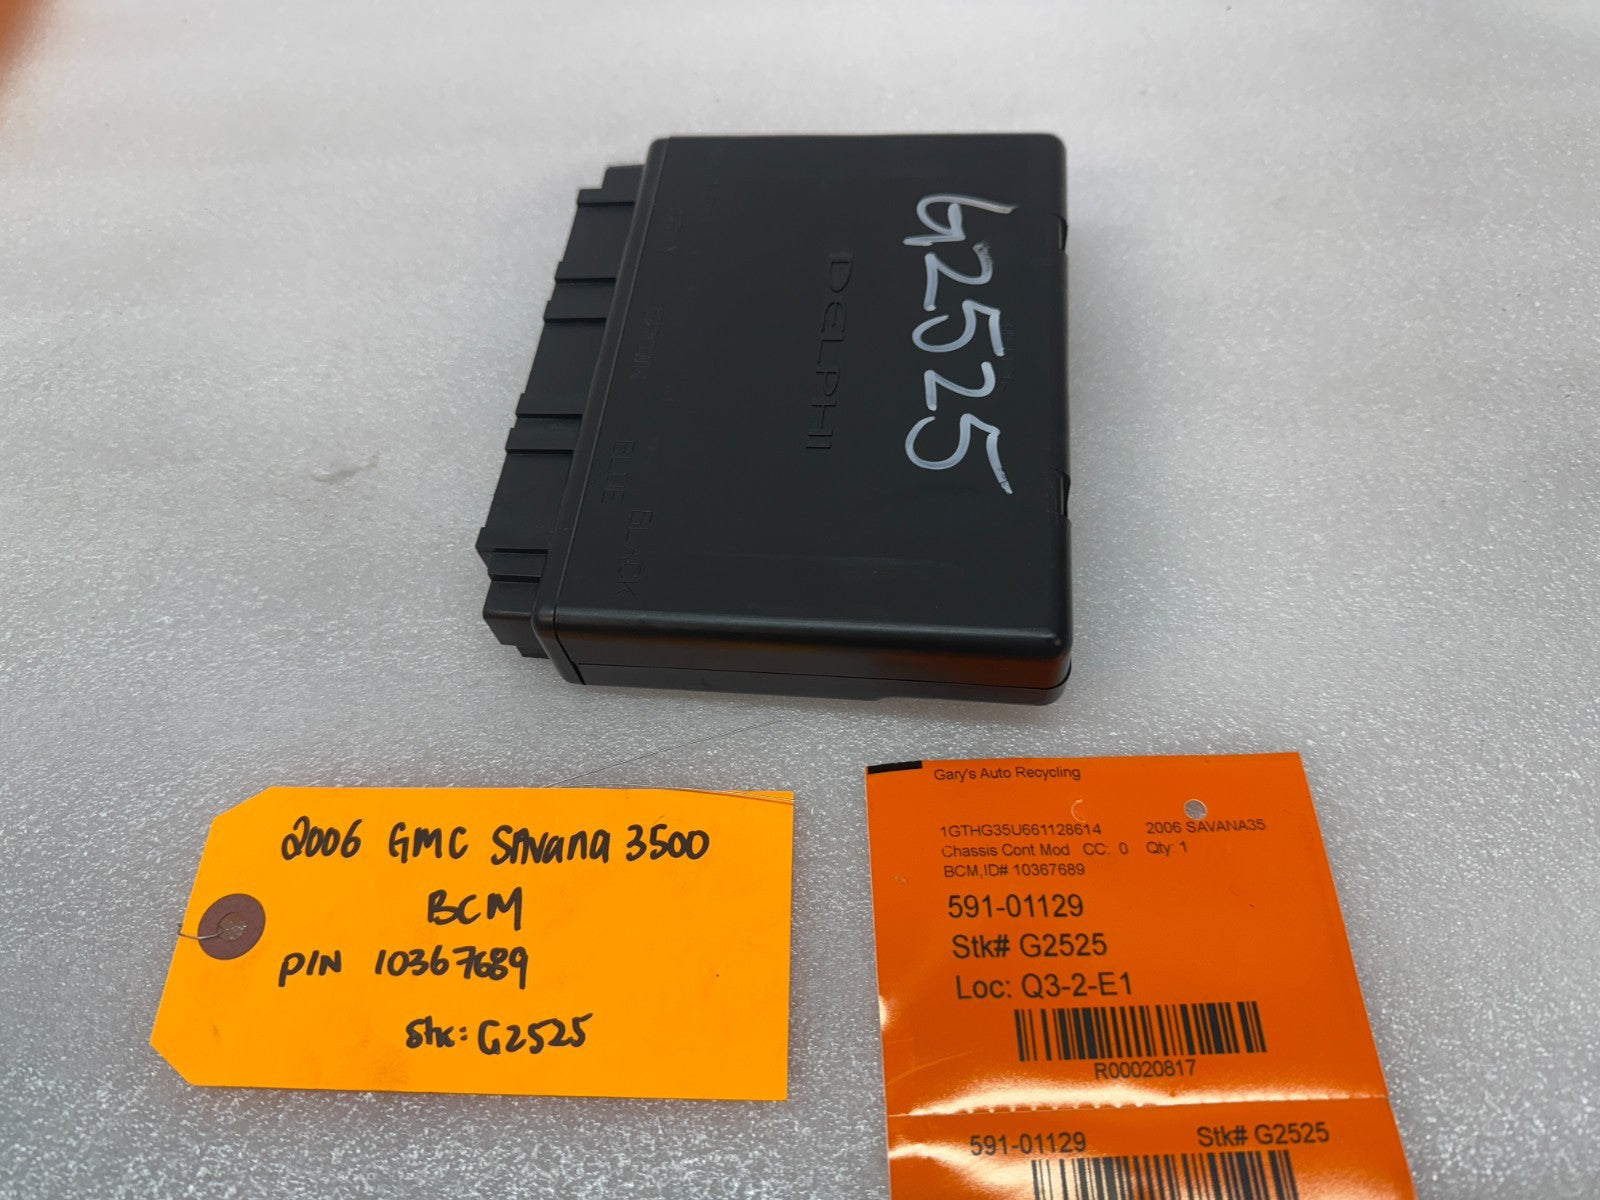 G2525
DELPHI
BROWN
BLUE
BLACK
2006 GMC SAvana 3500
BCM
P/N 10367689
Stk: G2525
Gary's Auto Recycling
1GTHG35U661128614 2006 SAVANA35
Chassis Cont Mod CC: 0 Qty: 1
BCM,ID# 10367689
591-01129
Stk# G2525
Loc: Q3-2-E1
R00020817
591-01129 Stk# G2525